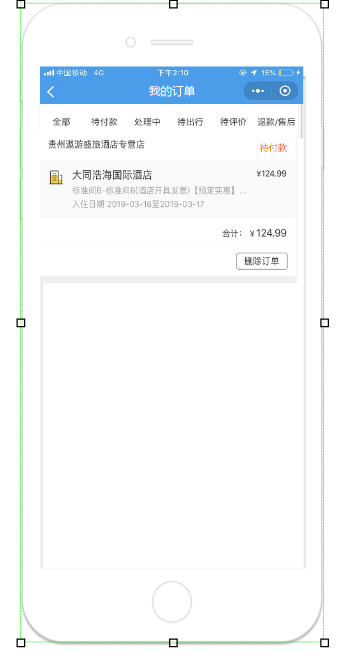 中国移动 4G 下午2:10 15%
我的订单
全部 待付款 处理中 待出行 待评价 退款/售后
贵州遨游盛旅酒店专营店 待付款
大同浩海国际酒店 ¥124.99
标准间B-标准间B(酒店开具发票)【预定实惠】...
入住日期 2019-03-16至2019-03-17
合计： ¥124.99
删除订单